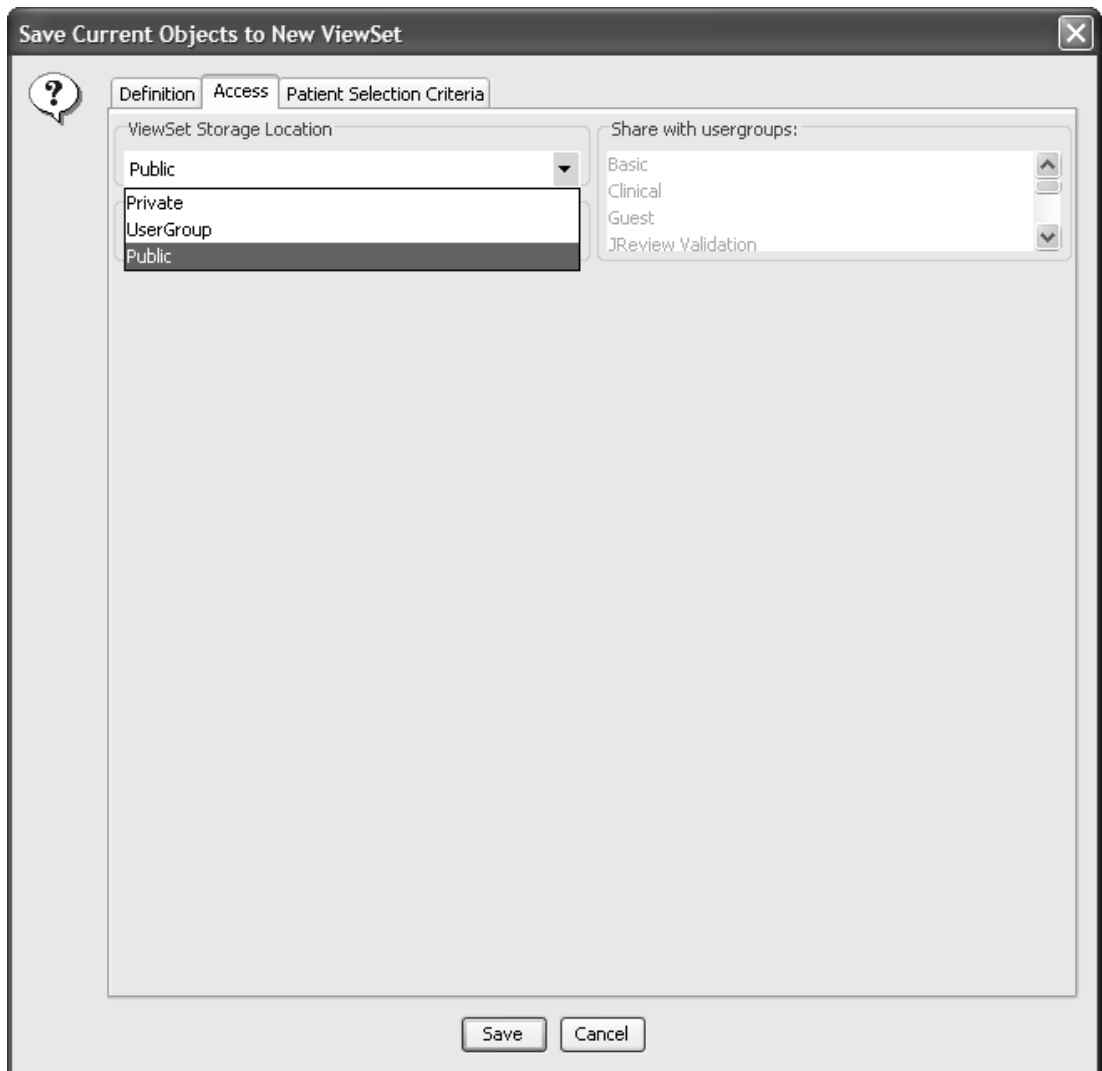 Save Current Objects to New ViewSet
?
Definition Access Patient Selection Criteria
ViewSet Storage Location
Public
Private
UserGroup
Public
Share with usergroups:
Basic
Clinical
Guest
JReview Validation
Save Cancel